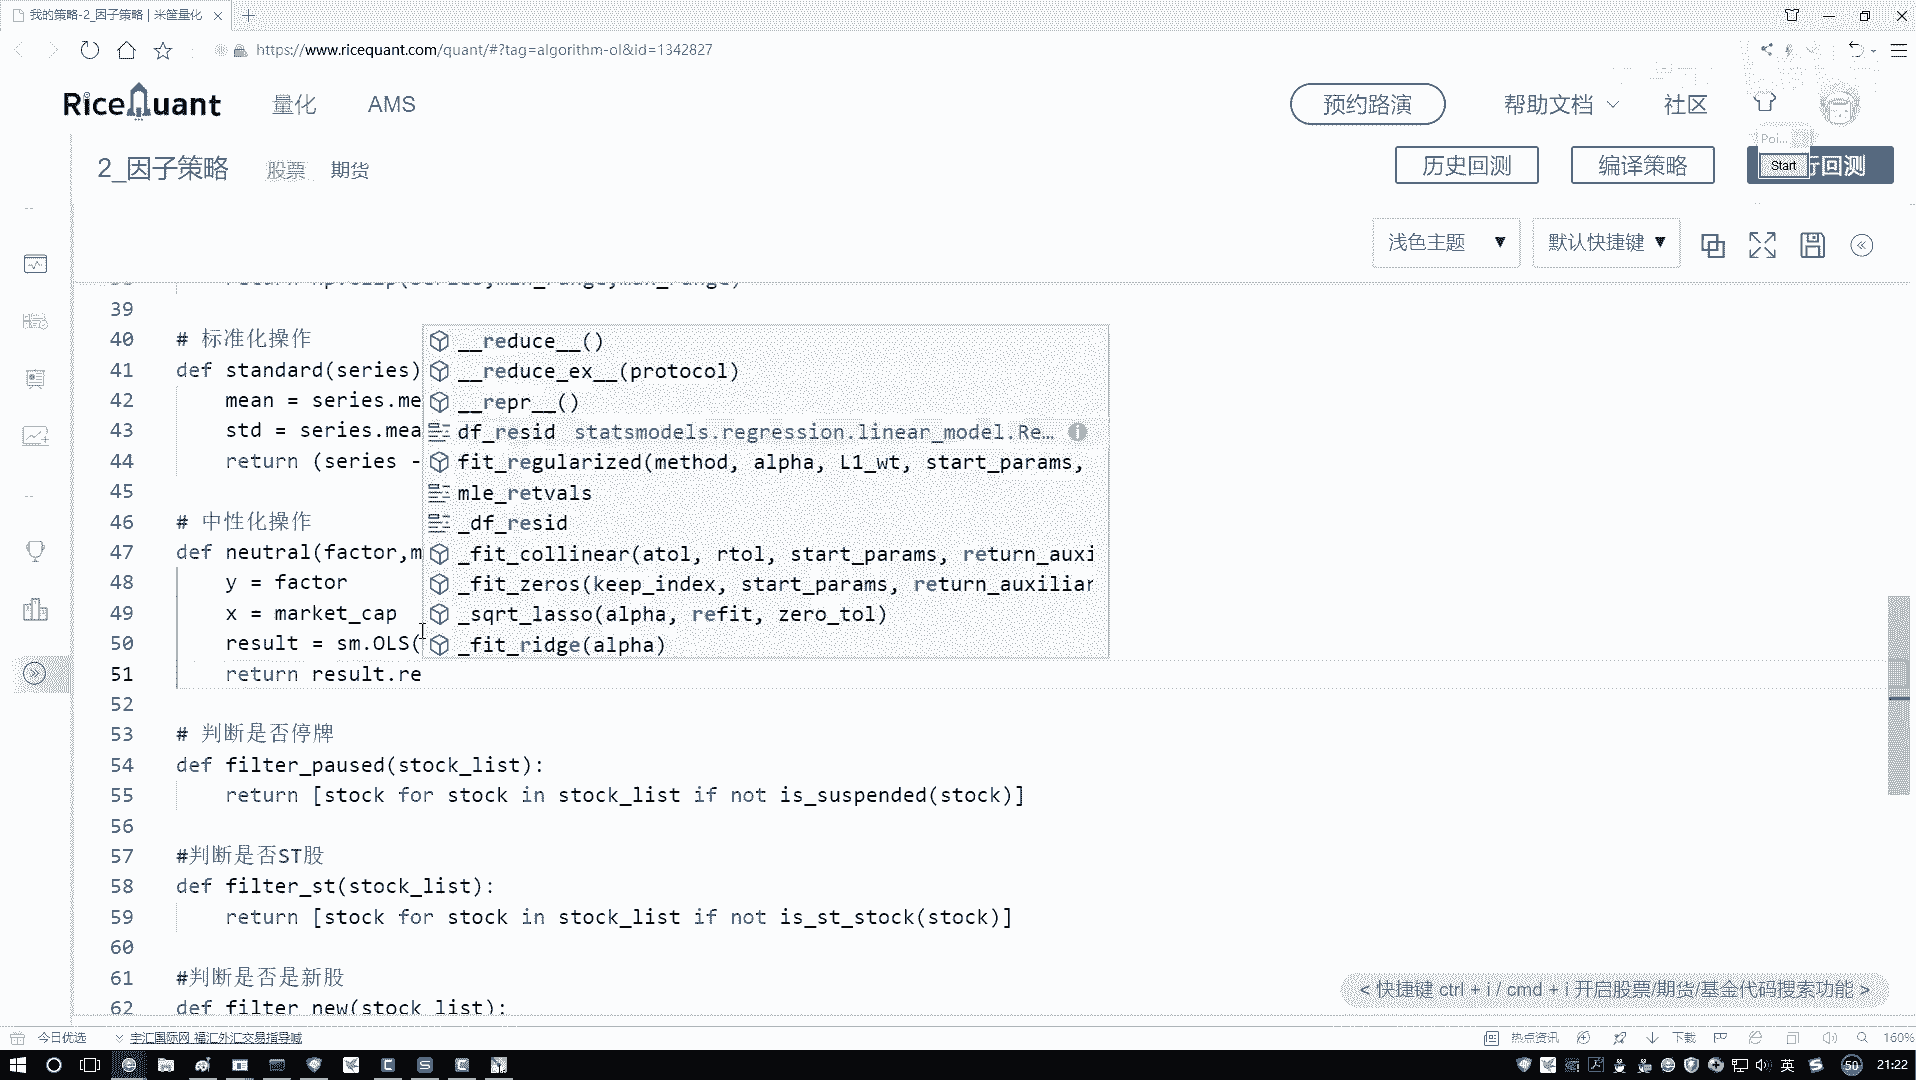 我的策略-2_因子策略 | 米筐量化
https://www.ricequant.com/quant/#?tag=algorithm-ol&id=1342827
RiceQuant 量化 AMS 预约路演 帮助文档 社区
Poi...
2_因子策略 股票 期货 历史回测 编译策略 Start 行回测
浅色主题 默认快捷键
39
40 # 标准化操作
41 def standard(series)
42 mean = series.me
43 std = series.mea
44 return (series -
45
46 # 中性化操作
47 def neutral(factor,m
48 y = factor
49 x = market_cap
50 result = sm.OLS(
51 return result.re
__reduce__()
__reduce_ex__(protocol)
__repr__()
df_resid statsmodels.regression.linear_model.Re…
fit_regularized(method, alpha, L1_wt, start_params,
mle_retvals
_df_resid
_fit_collinear(atol, rtol, start_params, return_auxi
_fit_zeros(keep_index, start_params, return_auxiliar
_sqrt_lasso(alpha, refit, zero_tol)
_fit_ridge(alpha)
52
53 # 判断是否停牌
54 def filter_paused(stock_list):
55 return [stock for stock in stock_list if not is_suspended(stock)]
56
57 #判断是否ST股
58 def filter_st(stock_list):
59 return [stock for stock in stock_list if not is_st_stock(stock)]
60
61 #判断是否是新股
62 def filter_new(stock_list):
< 快捷键 ctrl + i / cmd + i 开启股票/期货/基金代码搜索功能 >
今日优选 宇汇国际网_福汇外汇交易指导喊 热点资讯 下载 160%
英 50 21:22